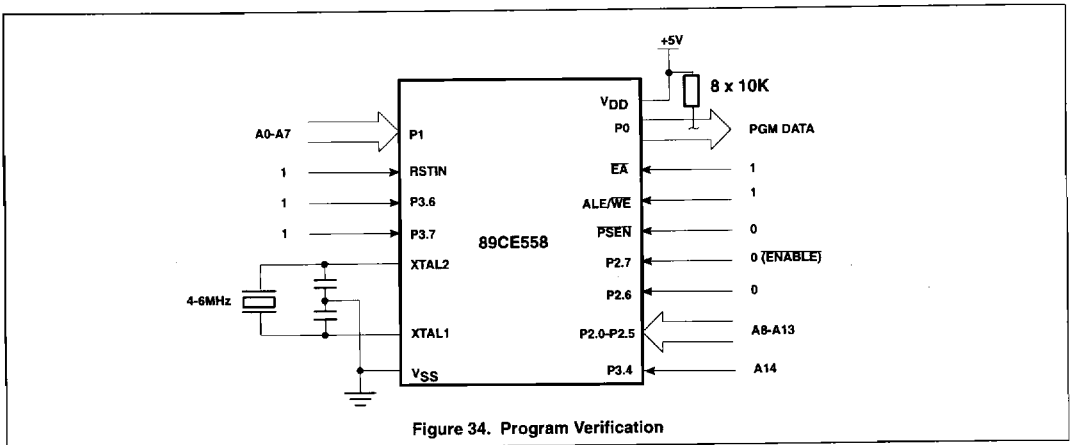 +5V
8 x 10K
VDD
P0
PGM DATA
A0-A7
P1
1
RSTIN
EA
1
1
P3.6
ALE/WE
1
1
P3.7
PSEN
0
89CE558
XTAL2
P2.7
0 (ENABLE)
4-6MHz
P2.6
0
XTAL1
P2.0-P2.5
A8-A13
VSS
P3.4
A14
Figure 34. Program Verification